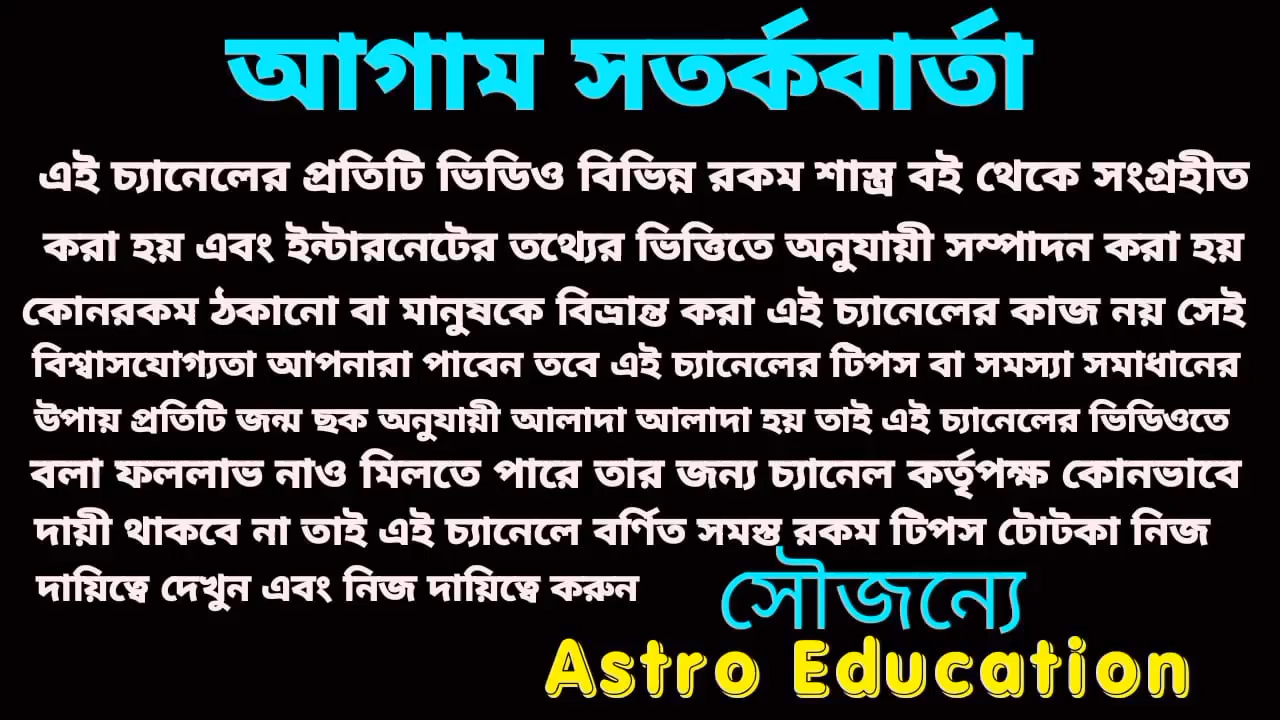 আগাম সতর্কবার্তা
এই চ্যানেলের প্রতিটি ভিডিও বিভিন্ন রকম শাস্ত্র বই থেকে সংগ্রহীত
করা হয় এবং ইন্টারনেটের তথ্যের ভিত্তিতে অনুযায়ী সম্পাদন করা হয়
কোনরকম ঠকানো বা মানুষকে বিভ্রান্ত করা এই চ্যানেলের কাজ নয় সেই
বিশ্বাসযোগ্যতা আপনারা পাবেন তবে এই চ্যানেলের টিপস বা সমস্যা সমাধানের
উপায় প্রতিটি জন্ম ছক অনুযায়ী আলাদা আলাদা হয় তাই এই চ্যানেলের ভিডিওতে
বলা ফললাভ নাও মিলতে পারে তার জন্য চ্যানেল কর্তৃপক্ষ কোনভাবে
দায়ী থাকবে না তাই এই চ্যানেলে বর্ণিত সমস্ত রকম টিপস টোটকা নিজ
দায়িত্বে দেখুন এবং নিজ দায়িত্বে করুন
সৌজন্যে
Astro Education